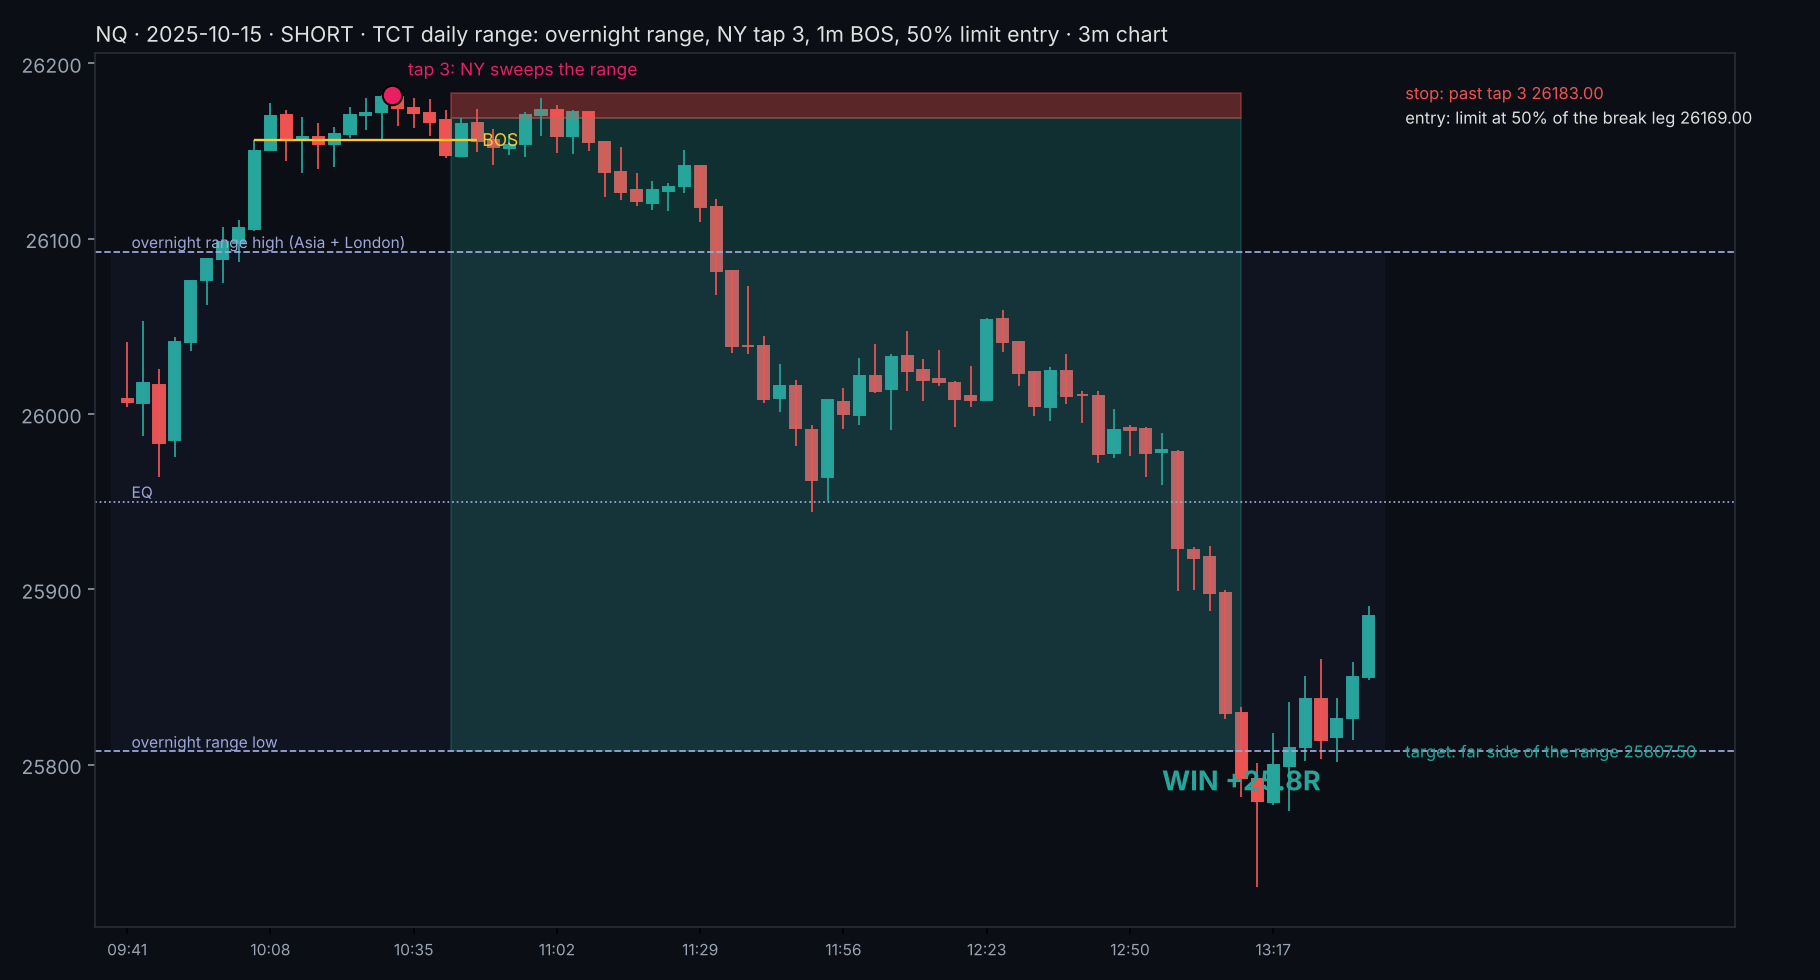 NQ · 2025-10-15 · SHORT · TCT daily range: overnight range, NY tap 3, 1m BOS, 50% limit entry · 3m chart
26200
tap 3: NY sweeps the range
stop: past tap 3 26183.00
entry: limit at 50% of the break leg 26169.00
BOS
26100
overnight range high (Asia + London)
26000
EQ
25900
overnight range low
target: far side of the range 25807.50
25800
WIN +25.8R
09:41
10:08
10:35
11:02
11:29
11:56
12:23
12:50
13:17